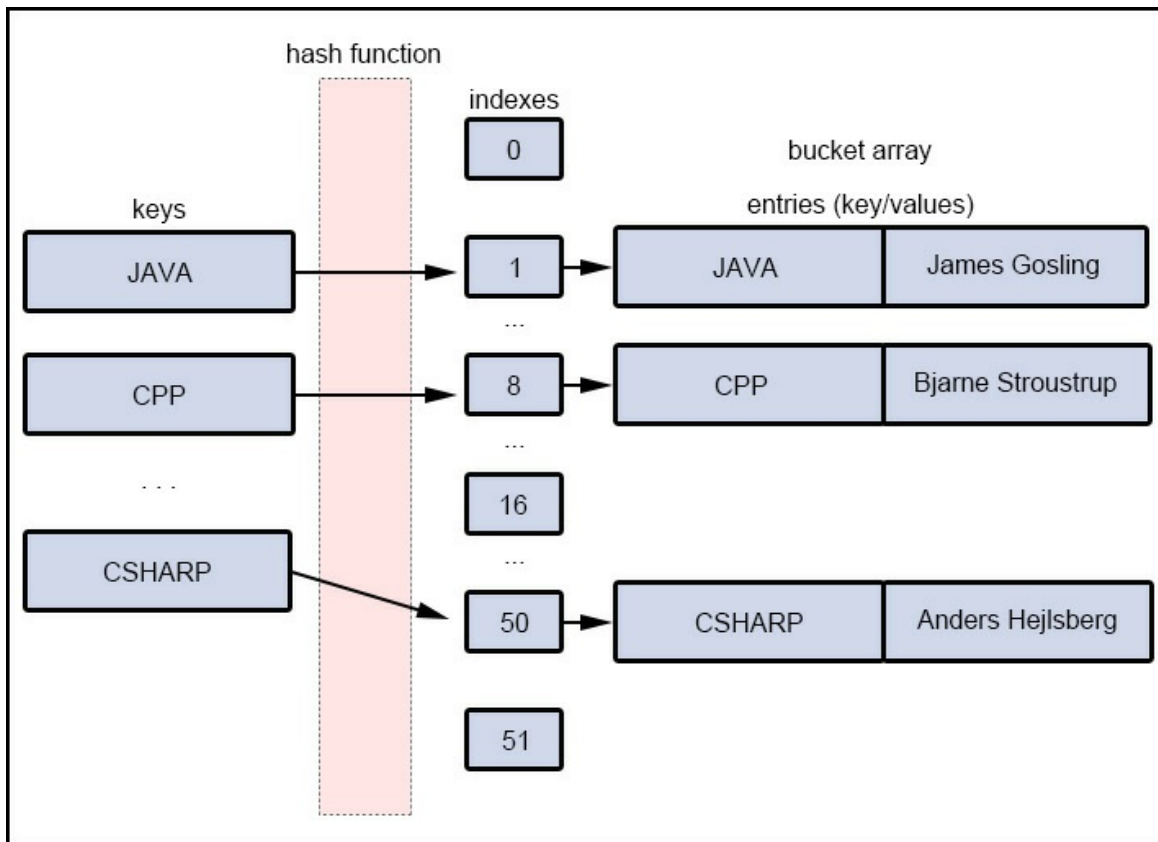 hash function
indexes
0
bucket array
keys
entries (key/values)
JAVA
1
JAVA
James Gosling
...
CPP
8
CPP
Bjarne Stroustrup
...
. . .
16
...
CSHARP
50
CSHARP
Anders Hejlsberg
51